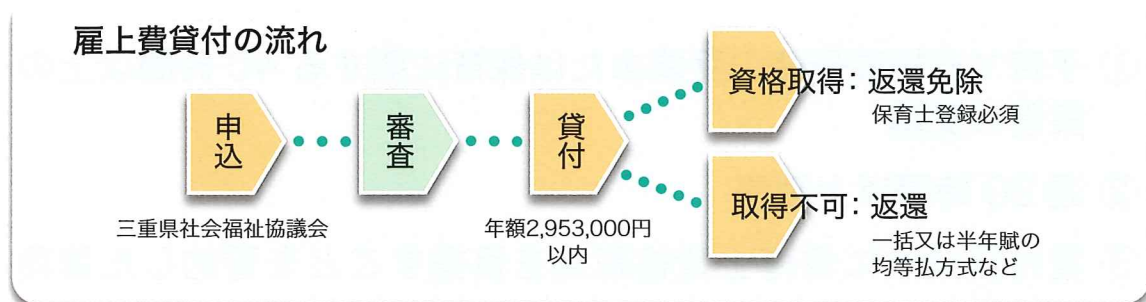 雇上費貸付の流れ
申込
審査
貸付
資格取得：返還免除
保育士登録必須
取得不可：返還
一括又は半年賦の
均等払方式など
三重県社会福祉協議会
年額2,953,000円
以内